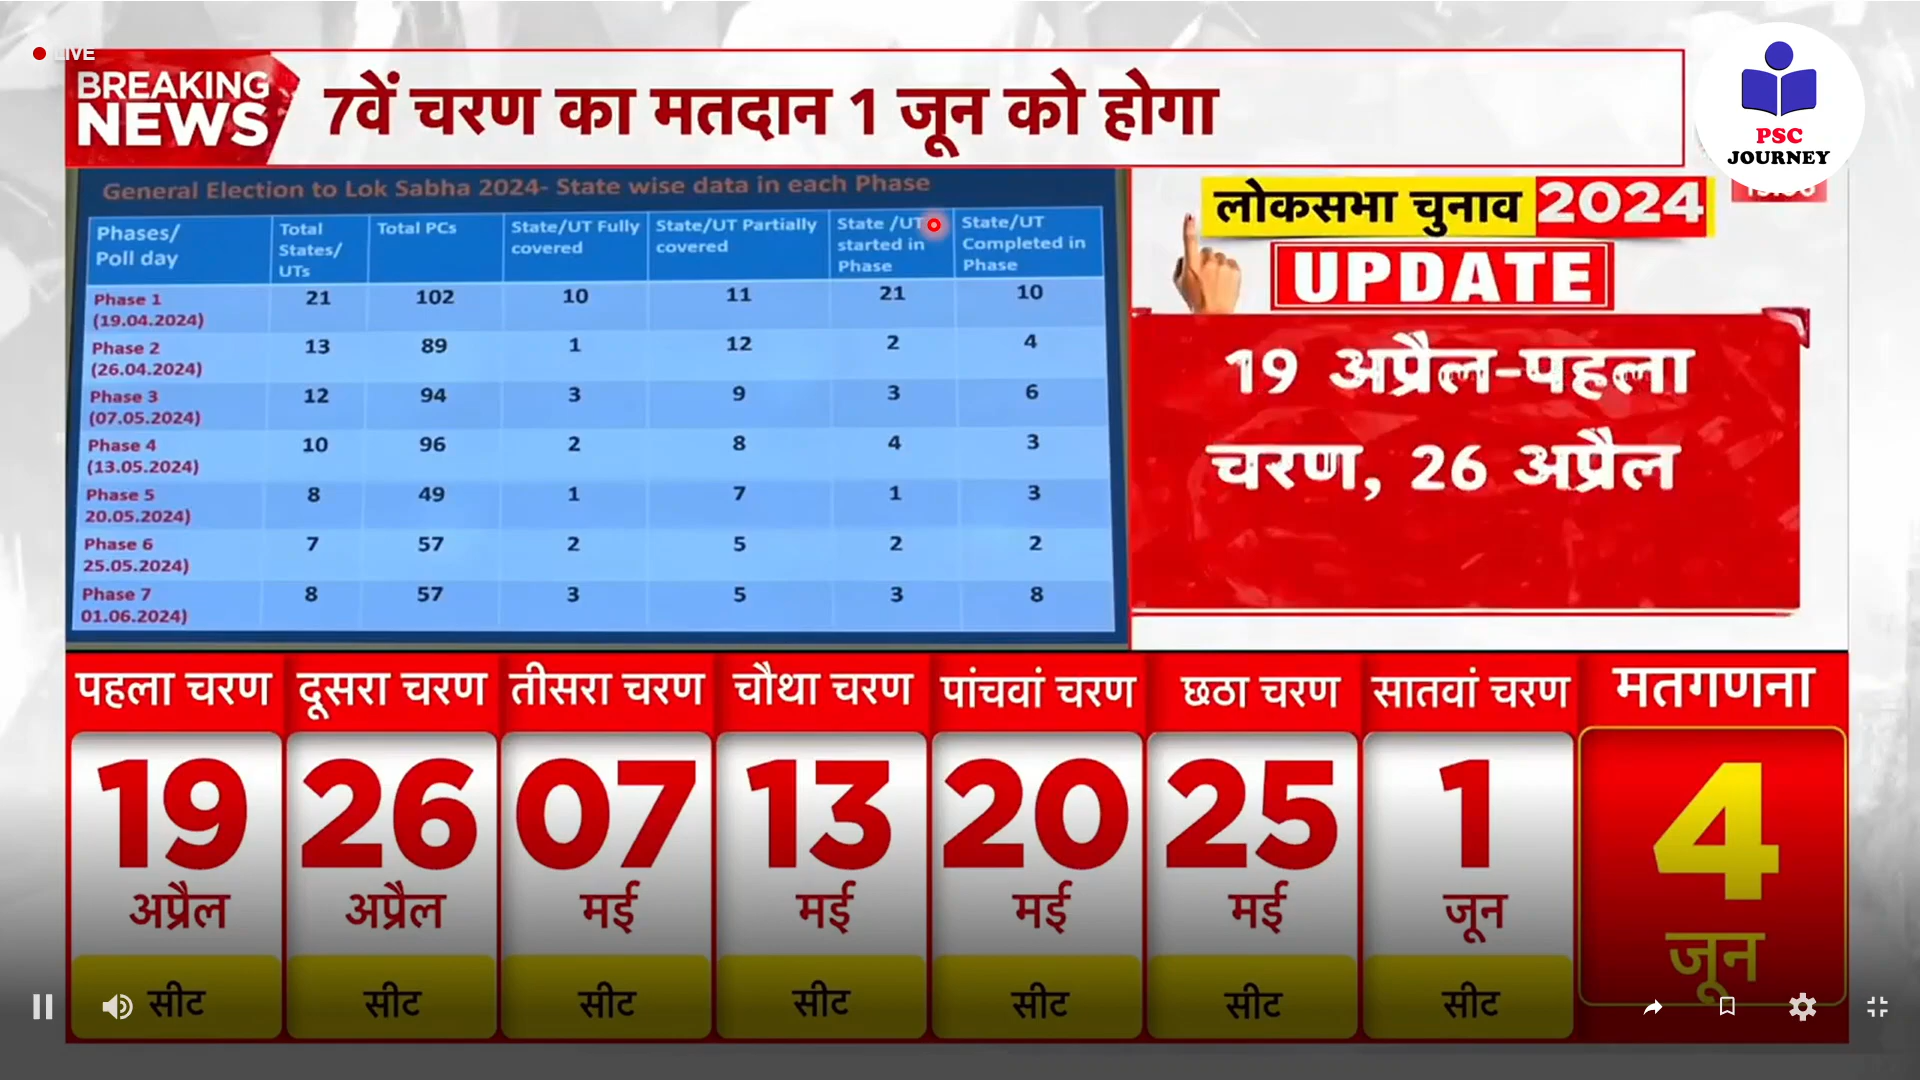 LIVE
BREAKING
NEWS
7वें चरण का मतदान 1 जून को होगा
PSC
JOURNEY
General Election to Lok Sabha 2024- State wise data in each Phase
Phases/ Poll day | Total States/ UTs | Total PCs | State/UT Fully covered | State/UT Partially covered | State /UT started in Phase | State/UT Completed in Phase
Phase 1 (19.04.2024) 21 102 10 11 21 10
Phase 2 (26.04.2024) 13 89 1 12 2 4
Phase 3 (07.05.2024) 12 94 3 9 3 6
Phase 4 (13.05.2024) 10 96 2 8 4 3
Phase 5 20.05.2024) 8 49 1 7 1 3
Phase 6 25.05.2024) 7 57 2 5 2 2
Phase 7 01.06.2024) 8 57 3 5 3 8
लोकसभा चुनाव 2024
UPDATE
19 अप्रैल-पहला
चरण, 26 अप्रैल
पहला चरण दूसरा चरण तीसरा चरण चौथा चरण पांचवां चरण छठा चरण सातवां चरण मतगणना
19 26 07 13 20 25 1 4
अप्रैल अप्रैल मई मई मई मई जून जून
सीट सीट सीट सीट सीट सीट सीट